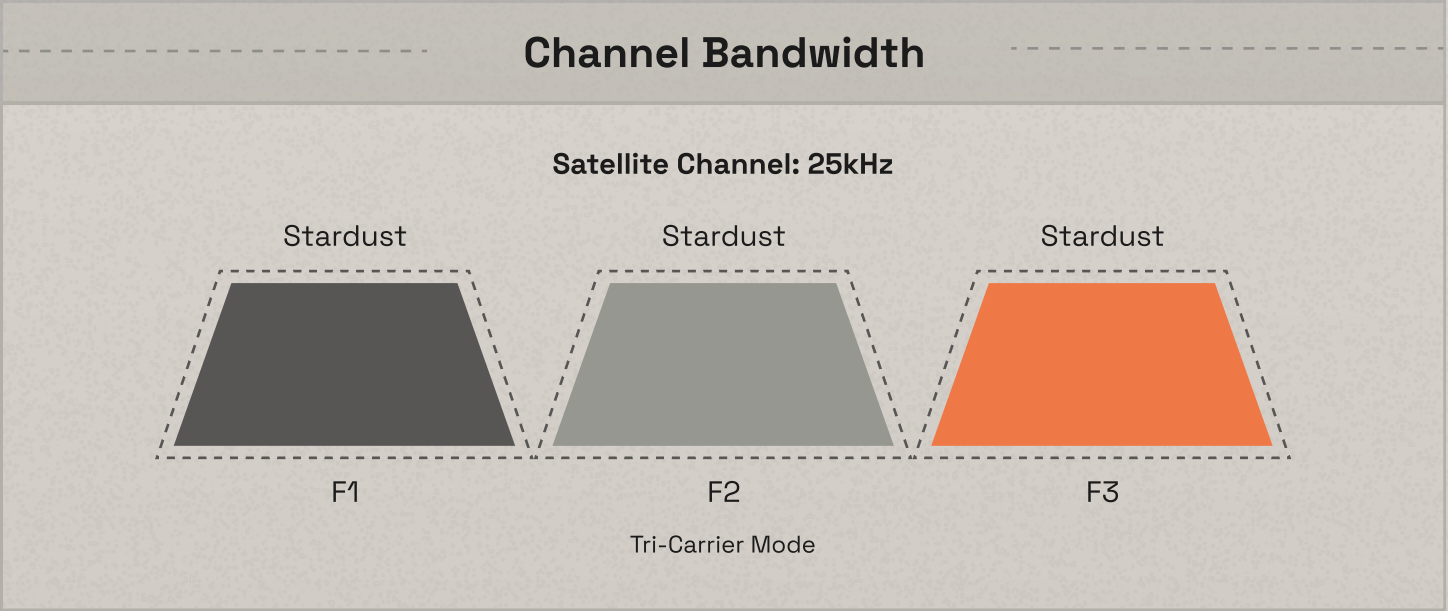 Channel Bandwidth
Satellite Channel: 25kHz
Stardust Stardust Stardust
F1 F2 F3
Tri-Carrier Mode